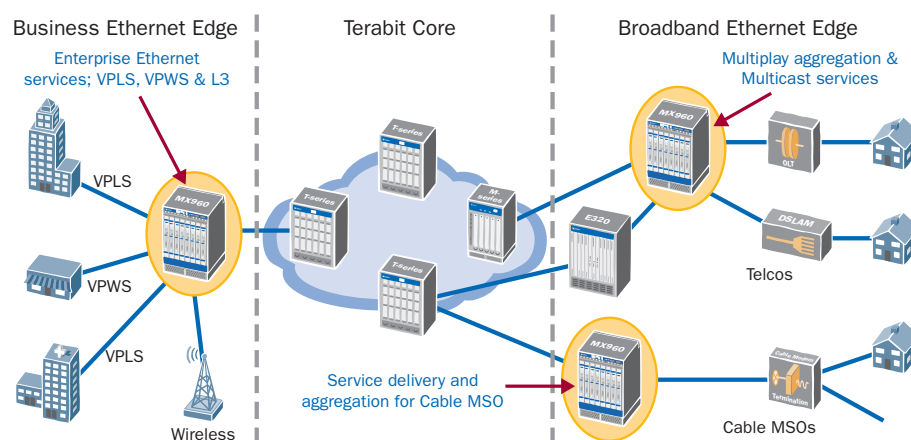 Business Ethernet Edge
Terabit Core
Broadband Ethernet Edge
Enterprise Ethernet
services; VPLS, VPWS & L3
Multiplay aggregation &
Multicast services
VPLS
MX960
VPWS
VPLS
Wireless
T-series
T-series
M-
series
T-series
MX960
E320
OLT
DSLAM
Telcos
Service delivery and
aggregation for Cable MSO
MX960
Cable Modem
Termination
Cable MSOs